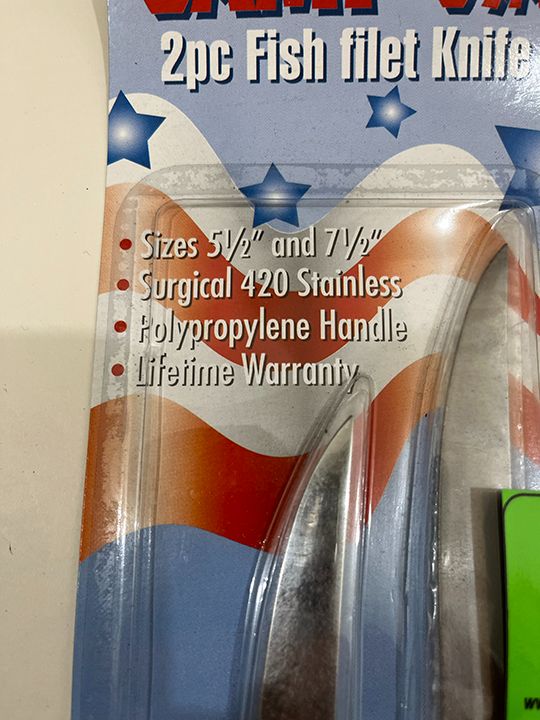 2pc Fish filet Knife
• Sizes 5½" and 7½"
• Surgical 420 Stainless
• Polypropylene Handle
• Lifetime Warranty